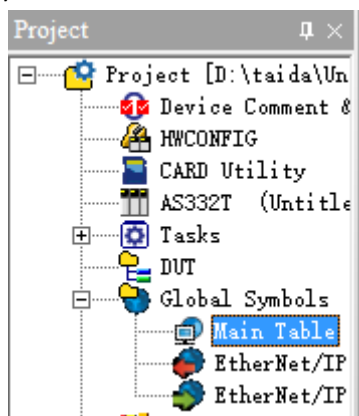 Project
Project [D:\taida\Un
Device Comment &
HWCONFIG
CARD Utility
AS332T (Untitle
Tasks
DUT
Global Symbols
Main Table
EtherNet/IP
EtherNet/IP